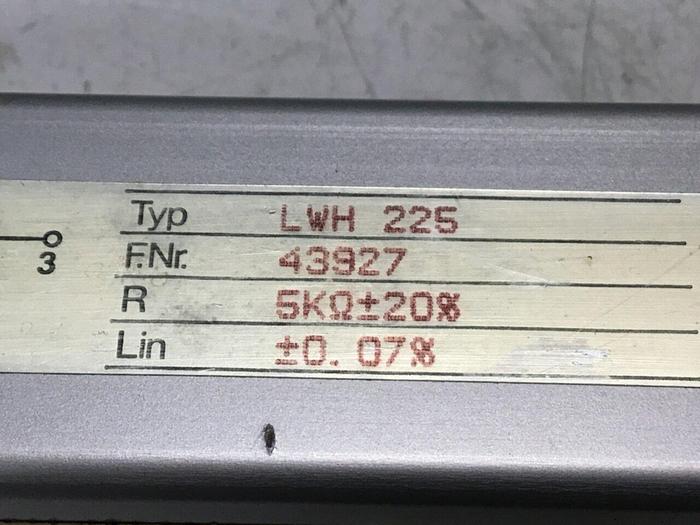 Typ LWH 225
F.Nr. 43927
3
R 5KΩ±20%
Lin ±0.07%